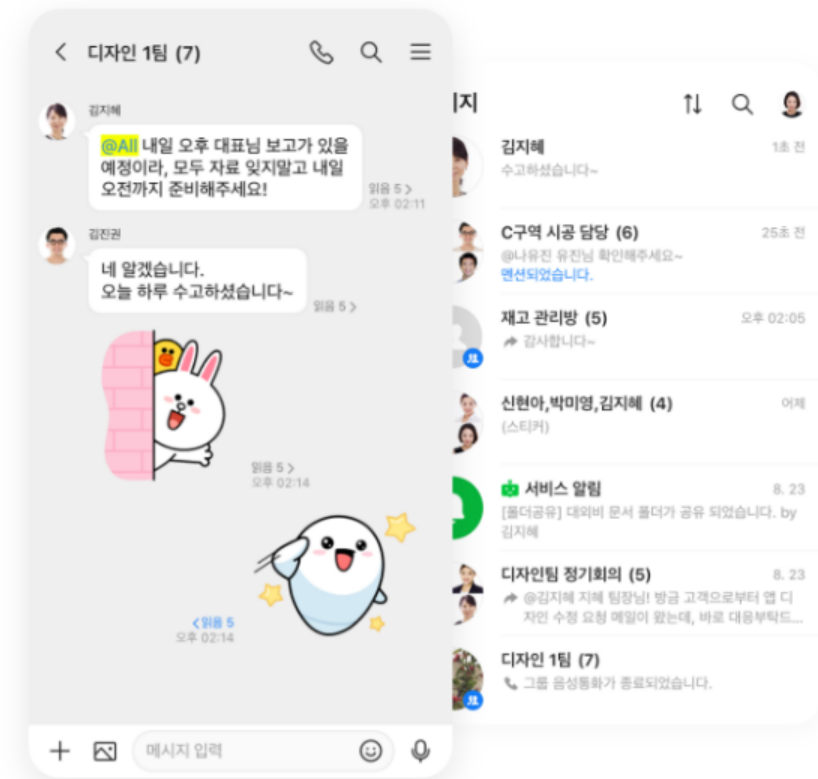 디자인 1팀 (7)
김지혜
@All 내일 오후 대표님 보고가 있을
예정이라, 모두 자료 잊지말고 내일
오전까지 준비해주세요!
읽음 5 >
오후 02:11
김진권
네 알겠습니다.
오늘 하루 수고하셨습니다~
읽음 5 >
읽음 5 >
오후 02:14
<읽음 5
오후 02:14
메시지 입력
지
김지혜
1초 전
수고하셨습니다~
C구역 시공 담당 (6)
25초 전
@나유진 유진님 확인해주세요~
멘션되었습니다.
재고 관리방 (5)
오후 02:05
감사합니다~
신현아,박미영,김지혜 (4)
어제
(스티커)
서비스 알림
8. 23
[폴더공유] 대외비 문서 폴더가 공유 되었습니다. by
김지혜
디자인팀 정기회의 (5)
8. 23
@김지혜 지혜 팀장님! 방금 고객으로부터 앱 디
자인 수정 요청 메일이 왔는데, 바로 대응부탁드...
디자인 1팀 (7)
그룹 음성통화가 종료되었습니다.